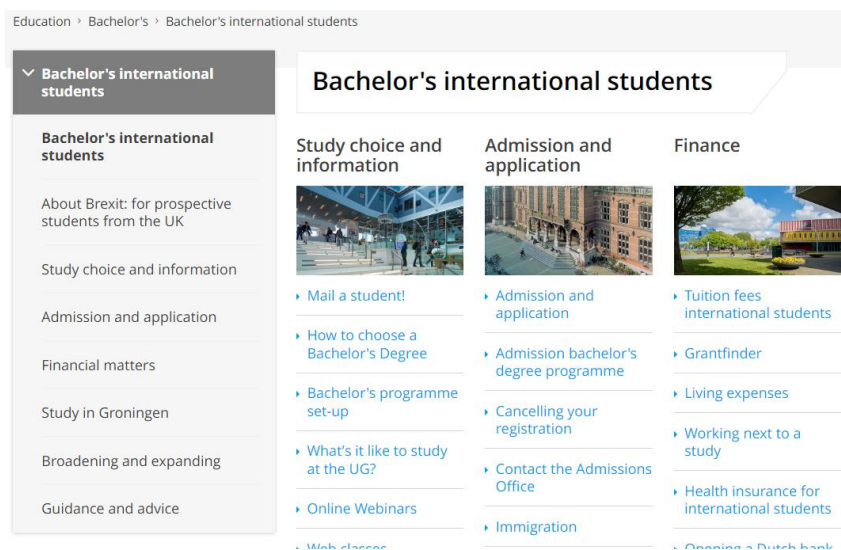 Education › Bachelor's › Bachelor's international students
Bachelor's international
students
Bachelor's international
students
About Brexit: for prospective
students from the UK
Study choice and information
Admission and application
Financial matters
Study in Groningen
Broadening and expanding
Guidance and advice
Bachelor's international students
Study choice and
information
Mail a student!
How to choose a
Bachelor's Degree
Bachelor's programme
set-up
What's it like to study
at the UG?
Online Webinars
Web classes
Admission and
application
Admission and
application
Admission bachelor's
degree programme
Cancelling your
registration
Contact the Admissions
Office
Immigration
Finance
Tuition fees
international students
Grantfinder
Living expenses
Working next to a
study
Health insurance for
international students
Opening a Dutch bank